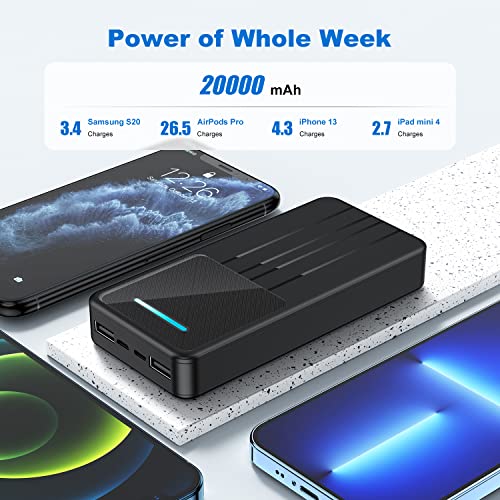 Power of Whole Week
20000 mAh
3.4 Samsung S20 Charges
26.5 AirPods Pro Charges
4.3 iPhone 13 Charges
2.7 iPad mini 4 Charges